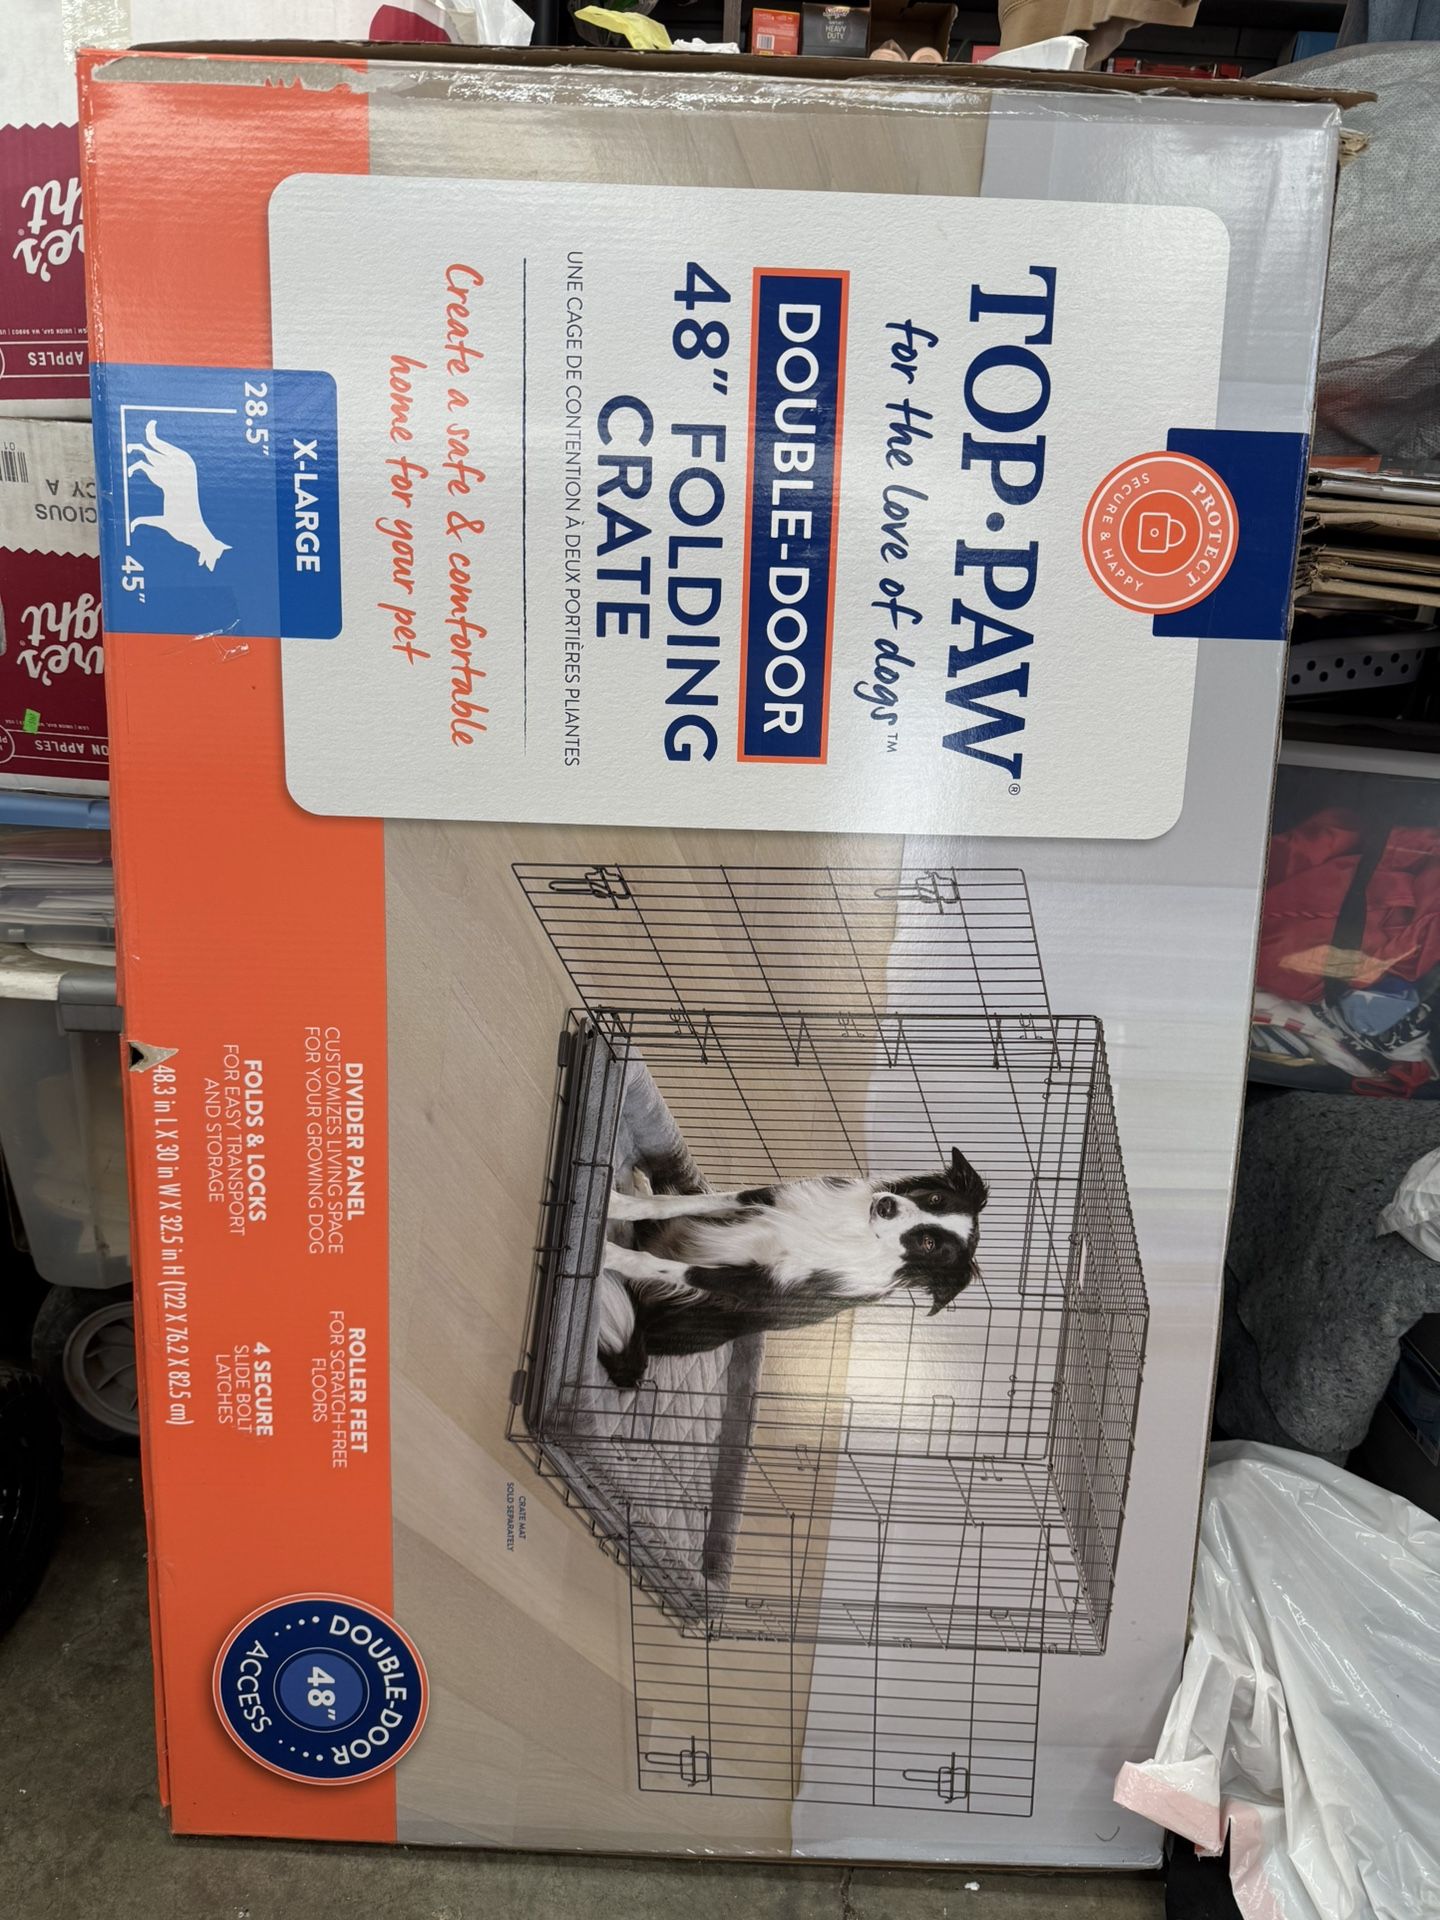 TOP•PAW®
for the love of dogs™
DOUBLE-DOOR
48" FOLDING
CRATE
UNE CAGE DE CONTENTION À DEUX PORTIÈRES PLIANTES
Create a safe & comfortable
home for your pet
PROTECT
SECURE & HAPPY
X-LARGE
28.5"
45"
DIVIDER PANEL
CUSTOMIZES LIVING SPACE
FOR YOUR GROWING DOG
ROLLER FEET
FOR SCRATCH-FREE
FLOORS
FOLDS & LOCKS
FOR EASY TRANSPORT
AND STORAGE
4 SECURE
SLIDE BOLT
LATCHES
48.3 in L X 30 in W X 32.5 in H (122 X 76.2 X 82.5 cm)
CRATE MAT
SOLD SEPARATELY
DOUBLE-DOOR
48"
ACCESS
HEAVY
DUTY
APPLES
ON APPLES